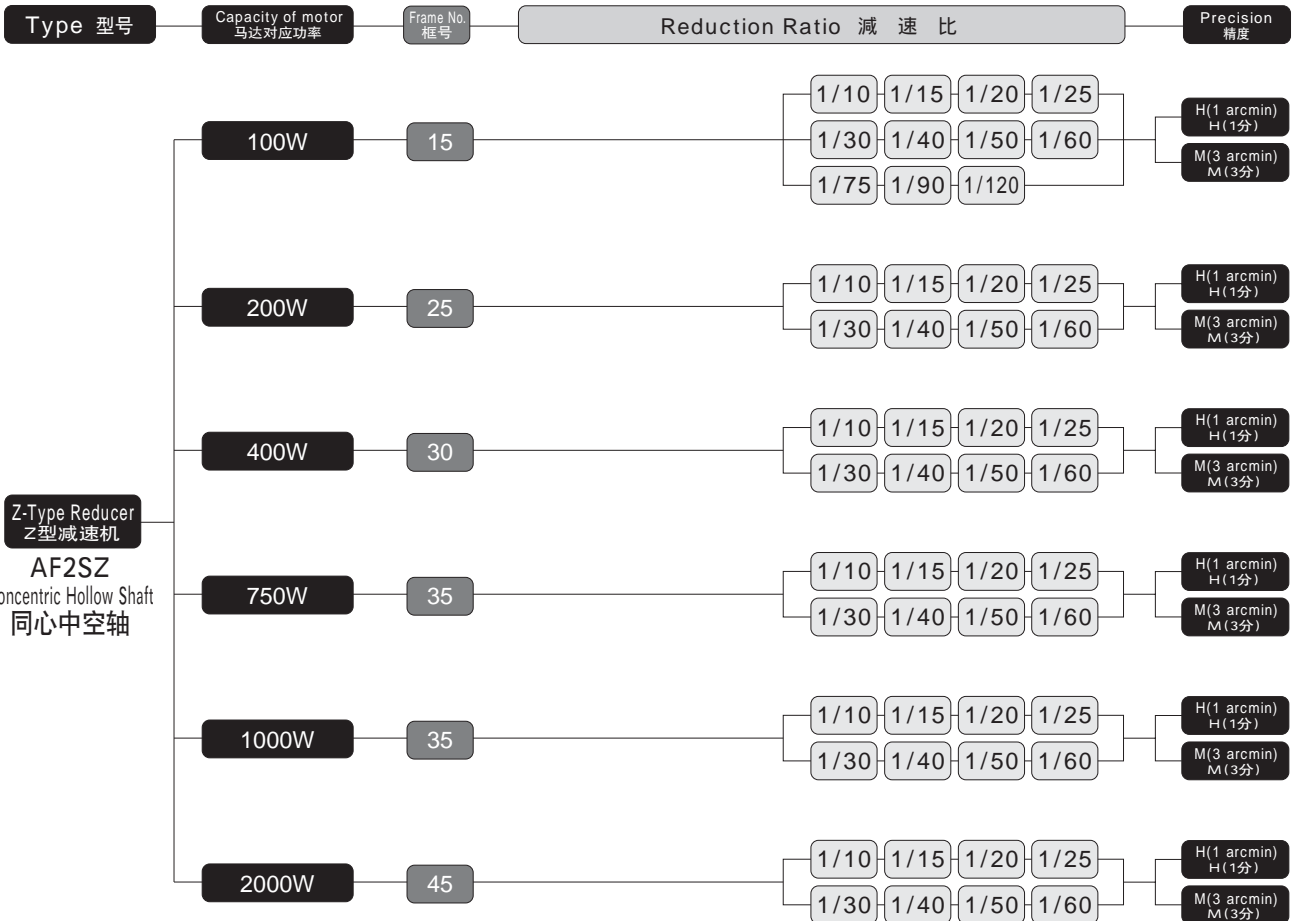 Type 型号
Capacity of motor
马达对应功率
Frame No.
框号
Reduction Ratio 減 速 比
Precision
精度
1/10 1/15 1/20 1/25
100W 15 1/30 1/40 1/50 1/60
1/75 1/90 1/120
H(1 arcmin)
H(1分)
M(3 arcmin)
M(3分)
200W 25
1/10 1/15 1/20 1/25
1/30 1/40 1/50 1/60
H(1 arcmin)
H(1分)
M(3 arcmin)
M(3分)
400W 30
1/10 1/15 1/20 1/25
1/30 1/40 1/50 1/60
H(1 arcmin)
H(1分)
M(3 arcmin)
M(3分)
Z-Type Reducer
Z型减速机
AF2SZ
oncentric Hollow Shaft
同心中空轴
750W 35
1/10 1/15 1/20 1/25
1/30 1/40 1/50 1/60
H(1 arcmin)
H(1分)
M(3 arcmin)
M(3分)
1000W 35
1/10 1/15 1/20 1/25
1/30 1/40 1/50 1/60
H(1 arcmin)
H(1分)
M(3 arcmin)
M(3分)
2000W 45
1/10 1/15 1/20 1/25
1/30 1/40 1/50 1/60
H(1 arcmin)
H(1分)
M(3 arcmin)
M(3分)